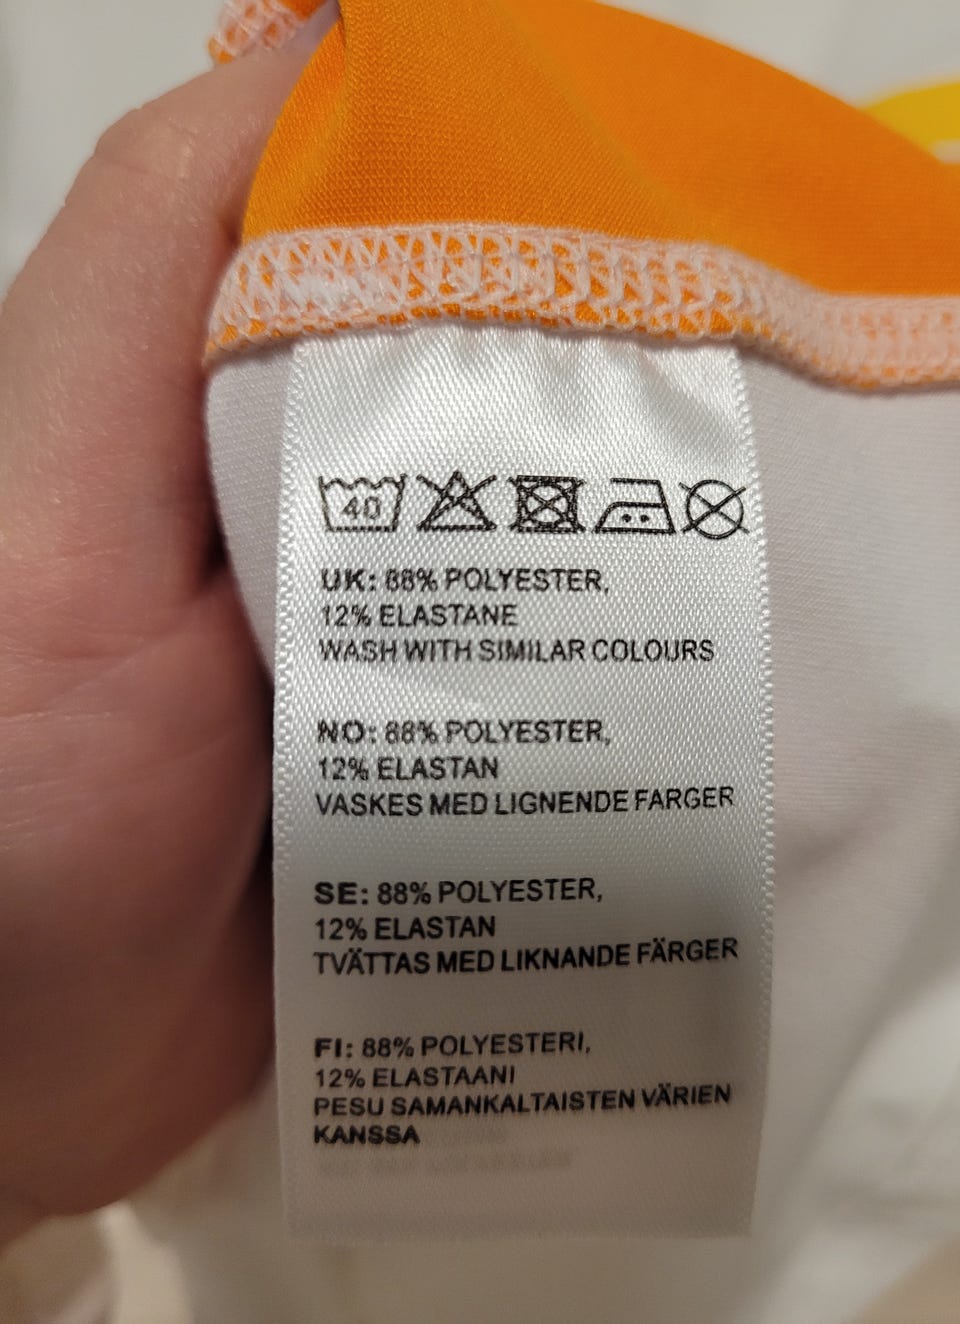 40
UK: 88% POLYESTER,
12% ELASTANE
WASH WITH SIMILAR COLOURS
NO: 88% POLYESTER,
12% ELASTAN
VASKES MED LIGNENDE FARGER
SE: 88% POLYESTER,
12% ELASTAN
TVÄTTAS MED LIKNANDE FÄRGER
FI: 88% POLYESTERI,
12% ELASTAANI
PESU SAMANKALTAISTEN VÄRIEN
KANSSA